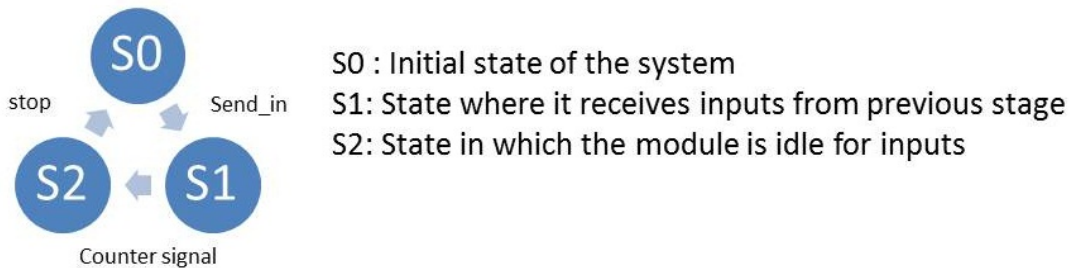 S0
stop
Send_in
S2
S1
Counter signal
S0 : Initial state of the system
S1: State where it receives inputs from previous stage
S2: State in which the module is idle for inputs